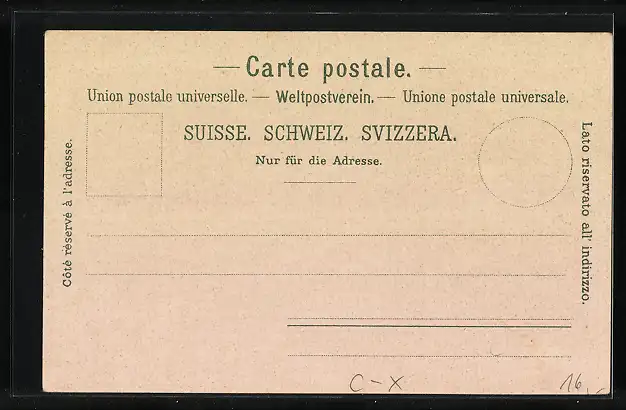 — Carte postale. —
Union postale universelle. — Weltpostverein. — Unione postale universale.
SUISSE. SCHWEIZ. SVIZZERA.
Nur für die Adresse.
Côté réservé à l'adresse.
Lato riservato all' indirizzo.
C-X
16,-